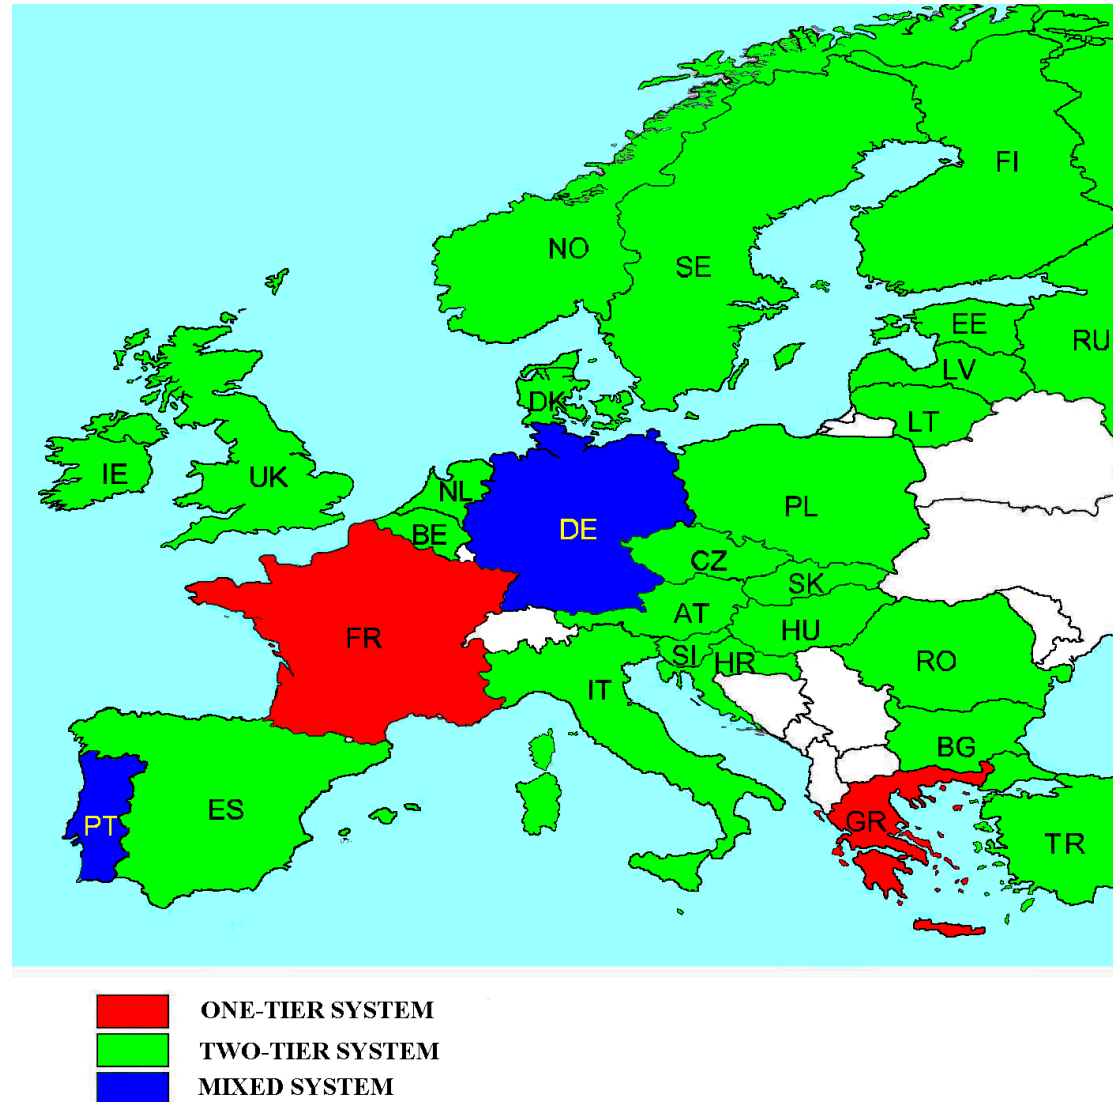 FI
NO
SE
EE
RU
LV
DK
LT
IE
UK
NL
PL
BE
DE
CZ
SK
AT
HU
FR
SI
HR
RO
IT
BG
ES
PT
GR
TR
ONE-TIER SYSTEM
TWO-TIER SYSTEM
MIXED SYSTEM